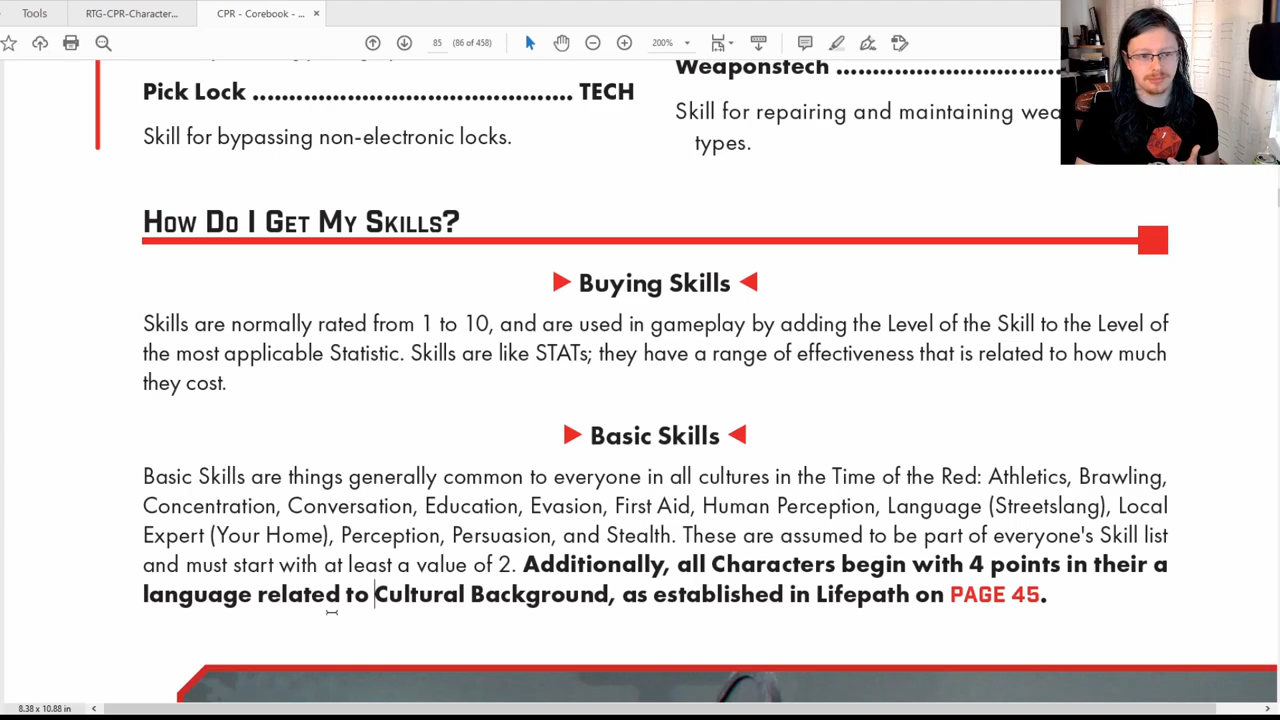 Tools
RTG-CPR-Character...
CPR - Corebook - ...
×
85 (86 of 458)
200%
Pick Lock ............................................. TECH
Skill for bypassing non-electronic locks.
Weaponstech
Skill for repairing and maintaining wea
types.
How Do I Get My Skills?
Buying Skills
Skills are normally rated from 1 to 10, and are used in gameplay by adding the Level of the Skill to the Level of
the most applicable Statistic. Skills are like STATs; they have a range of effectiveness that is related to how much
they cost.
Basic Skills
Basic Skills are things generally common to everyone in all cultures in the Time of the Red: Athletics, Brawling,
Concentration, Conversation, Education, Evasion, First Aid, Human Perception, Language (Streetslang), Local
Expert (Your Home), Perception, Persuasion, and Stealth. These are assumed to be part of everyone's Skill list
and must start with at least a value of 2. Additionally, all Characters begin with 4 points in their a
language related to Cultural Background, as established in Lifepath on PAGE 45.
8.38 x 10.88 in